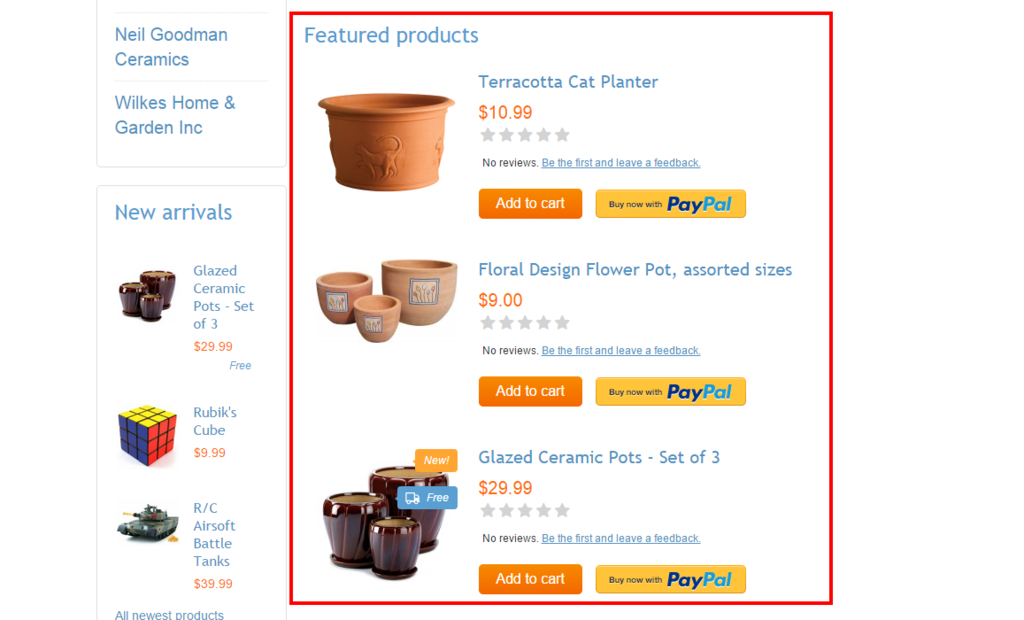 Neil Goodman
Ceramics
Wilkes Home &
Garden Inc
New arrivals
Glazed
Ceramic
Pots - Set
of 3
$29.99
Free
Rubik's
Cube
$9.99
R/C
Airsoft
Battle
Tanks
$39.99
All newest products
Featured products
Terracotta Cat Planter
$10.99
No reviews. Be the first and leave a feedback.
Add to cart
Buy now with PayPal
Floral Design Flower Pot, assorted sizes
$9.00
No reviews. Be the first and leave a feedback.
Add to cart
Buy now with PayPal
New!
Free
Glazed Ceramic Pots - Set of 3
$29.99
No reviews. Be the first and leave a feedback.
Add to cart
Buy now with PayPal